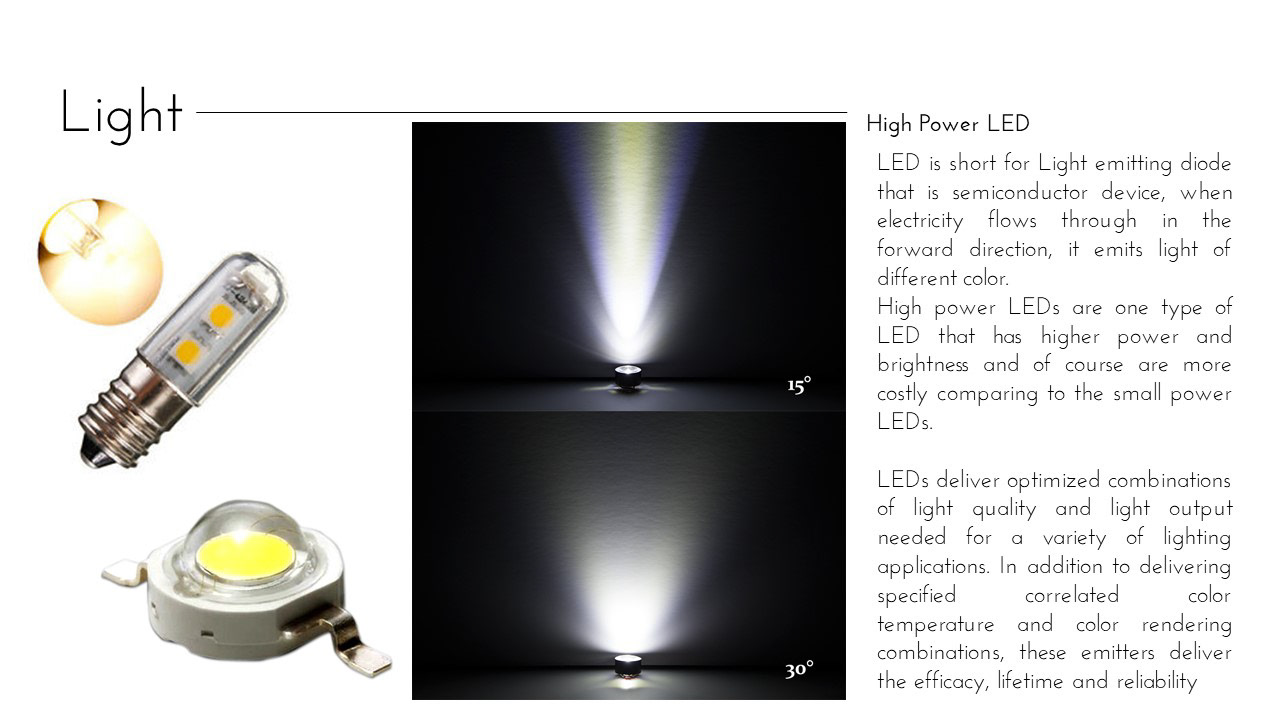 Light
High Power LED
LED is short for Light emitting diode
that is semiconductor device, when
electricity flows through in the
forward direction, it emits light of
different color.
High power LEDs are one type of
LED that has higher power and
brightness and of course are more
costly comparing to the small power
LEDs.
LEDs deliver optimized combinations
of light quality and light output
needed for a variety of lighting
applications. In addition to delivering
specified correlated color
temperature and color rendering
combinations, these emitters deliver
the efficacy, lifetime and reliability
15°
30°